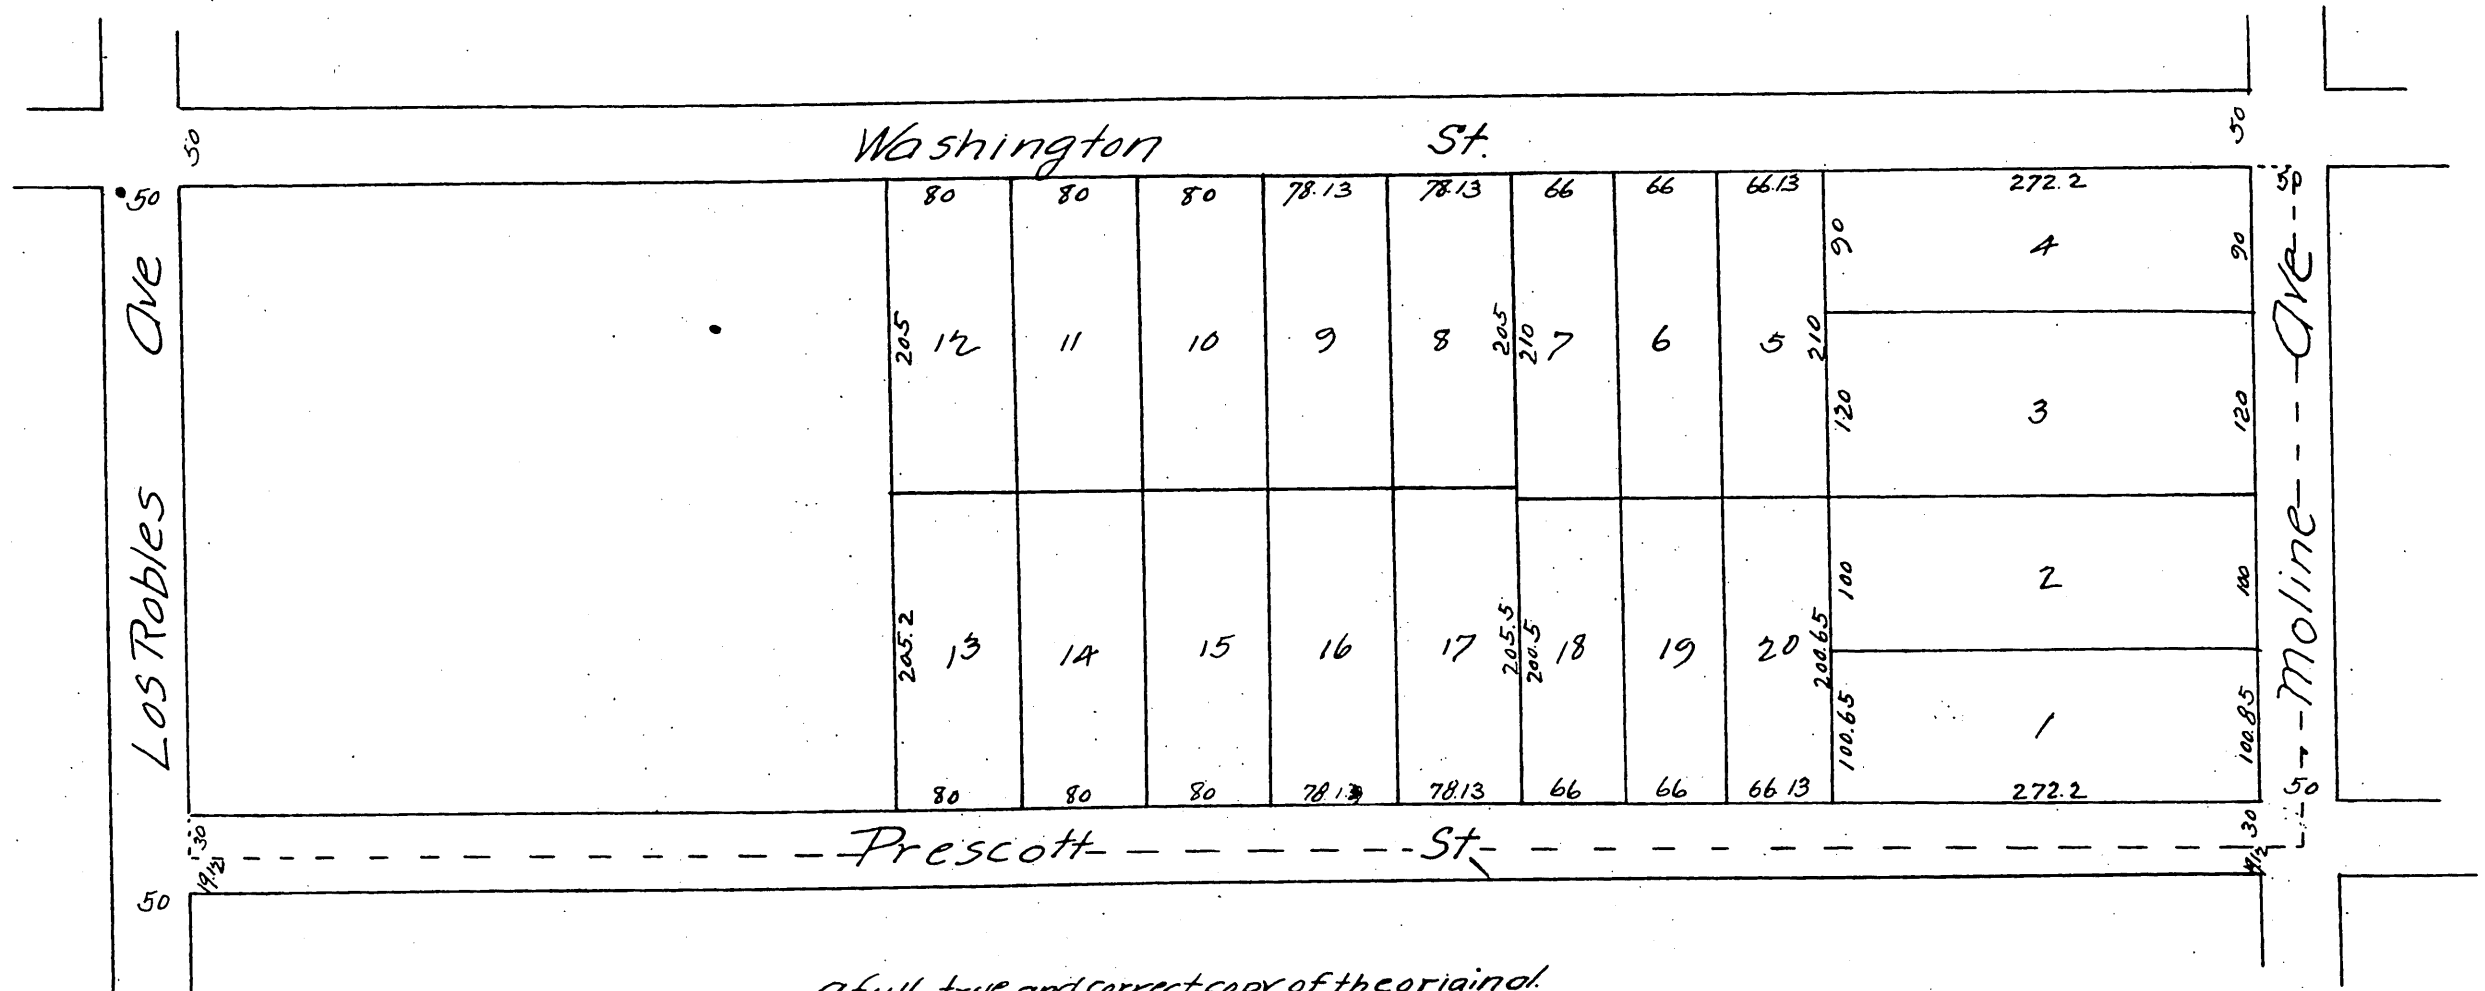 50
50
Washington St.
50
80 80 80 78.13 78.13 66 66 66.13 272.2
50
Los Robles Ave
90 4 90
205 12 11 10 9 8 205 210 7 6 5 210
120 3 120
Moline Ave
100 2 100
205.2 13 14 15 16 17 205.5 200.5 18 19 20 200.65
100.65 1 100.85
80 80 80 78.13 78.13 66 66 66.13 272.2
50
30
Prescott St.
30
19½
19½
50
A full, true and correct copy of the original.